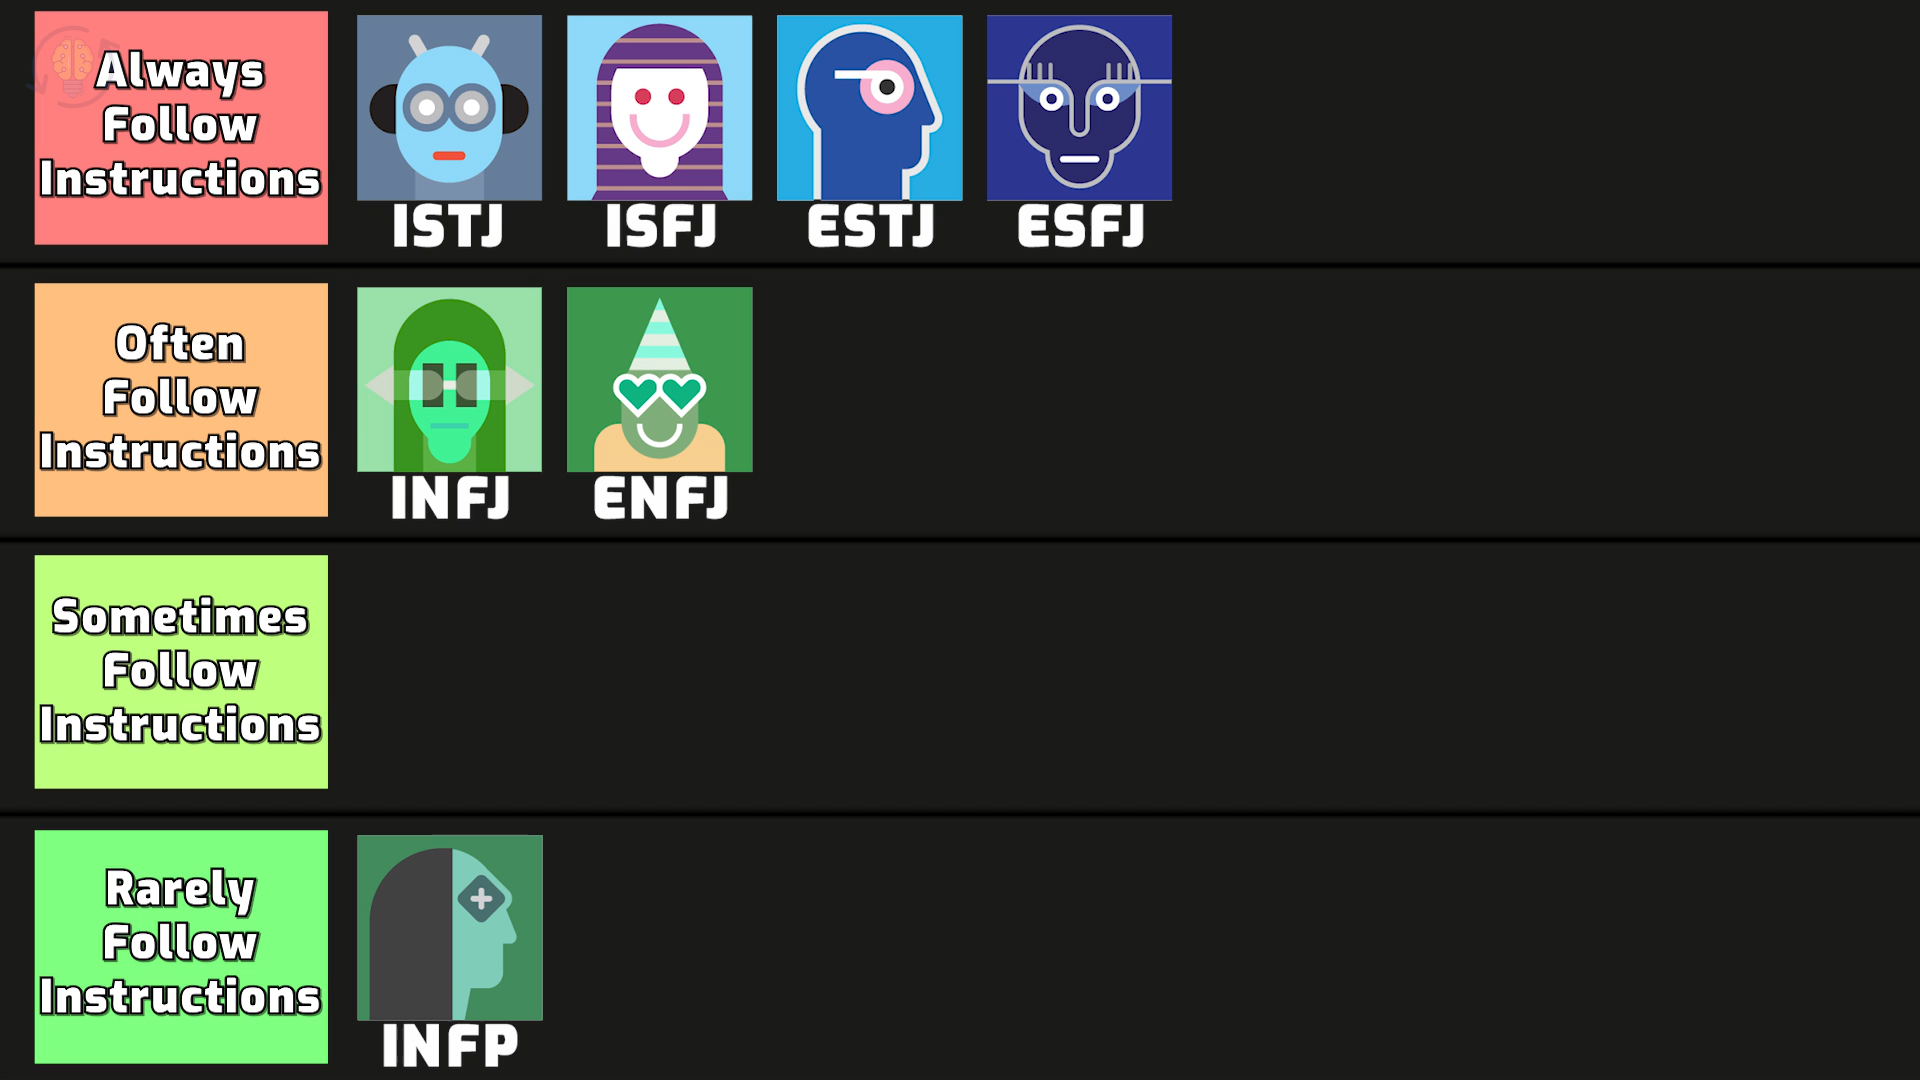 Always
Follow
Instructions
ISTJ
ISFJ
ESTJ
ESFJ
Often
Follow
Instructions
INFJ
ENFJ
Sometimes
Follow
Instructions
Rarely
Follow
Instructions
INFP